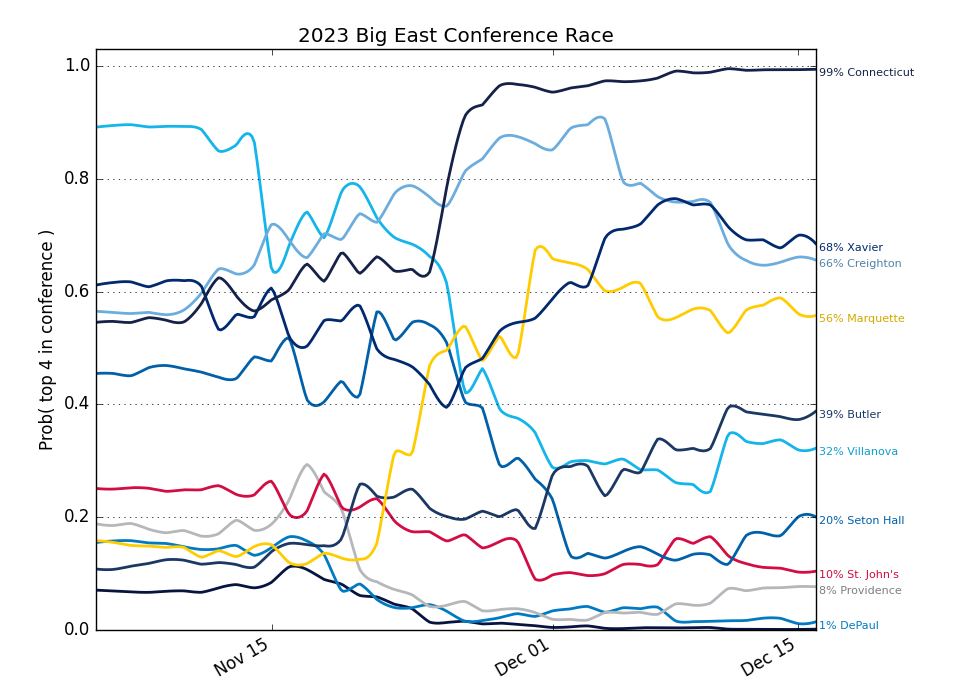 2023 Big East Conference Race
Prob( top 4 in conference )
1.0
0.8
0.6
0.4
0.2
0.0
Nov 15
Dec 01
Dec 15
99% Connecticut
68% Xavier
66% Creighton
56% Marquette
39% Butler
32% Villanova
20% Seton Hall
10% St. John's
8% Providence
1% DePaul